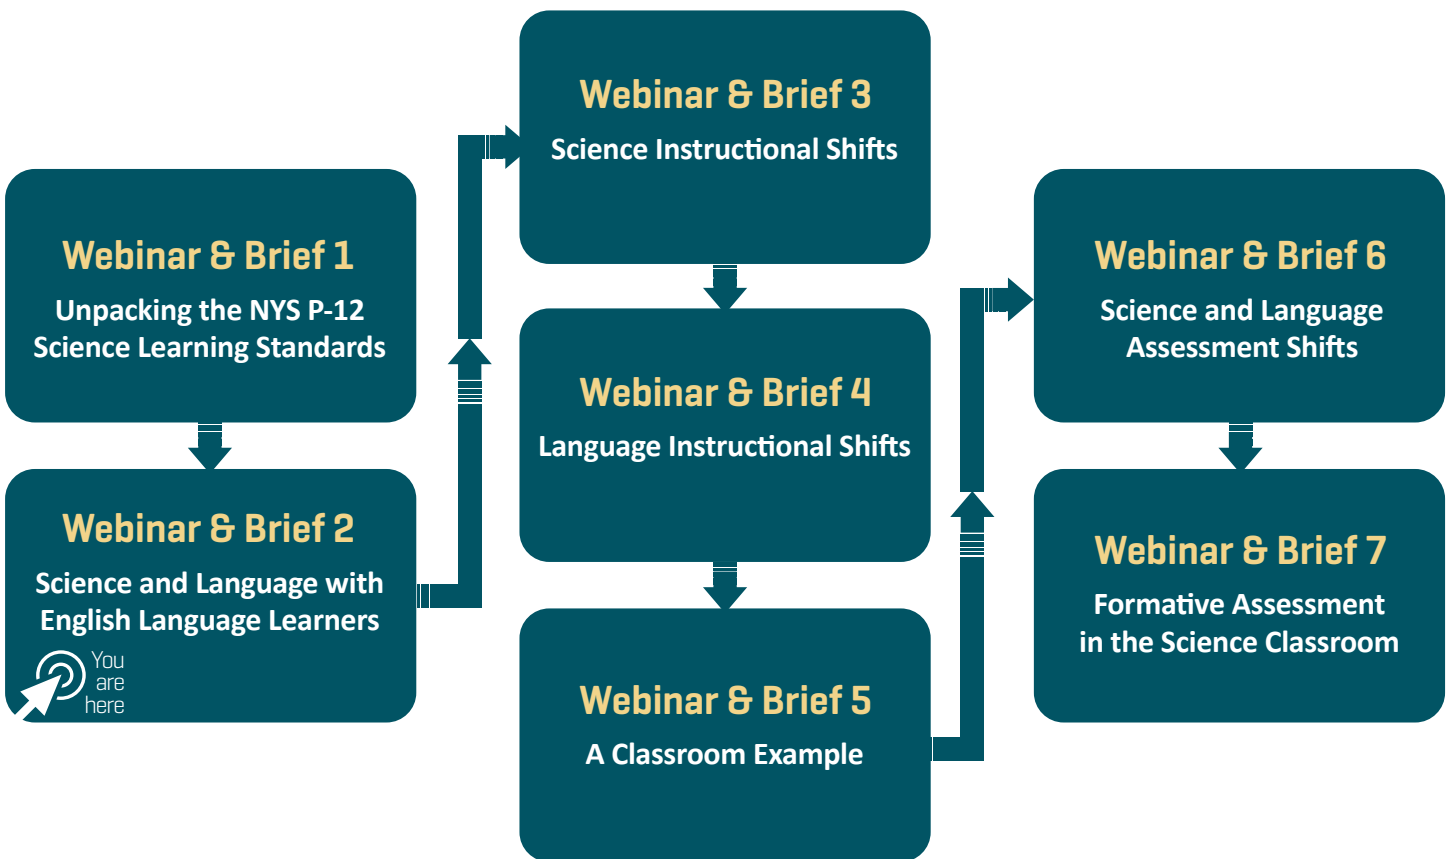 Webinar & Brief 1
Unpacking the NYS P-12
Science Learning Standards
Webinar & Brief 2
Science and Language with
English Language Learners
You
are
here
Webinar & Brief 3
Science Instructional Shifts
Webinar & Brief 4
Language Instructional Shifts
Webinar & Brief 5
A Classroom Example
Webinar & Brief 6
Science and Language
Assessment Shifts
Webinar & Brief 7
Formative Assessment
in the Science Classroom